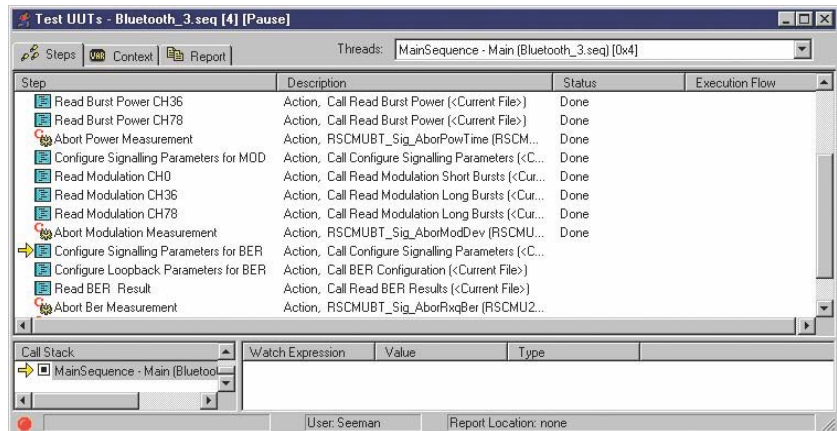 Test UUTs - Bluetooth_3.seq [4] [Pause]
Steps VAR Context Report Threads: MainSequence - Main (Bluetooth_3.seq) [0x4]
Step Description Status Execution Flow
Read Burst Power CH36 Action, Call Read Burst Power (<Current File>) Done
Read Burst Power CH78 Action, Call Read Burst Power (<Current File>) Done
Abort Power Measurement Action, RSCMUBT_Sig_AborPowTime (RSCM... Done
Configure Signalling Parameters for MOD Action, Call Configure Signalling Parameters (<C... Done
Read Modulation CH0 Action, Call Read Modulation Short Bursts (<Cur... Done
Read Modulation CH36 Action, Call Read Modulation Long Bursts (<Cur... Done
Read Modulation CH78 Action, Call Read Modulation Long Bursts (<Cur... Done
Abort Modulation Measurement Action, RSCMUBT_Sig_AborModDev (RSCMU... Done
Configure Signalling Parameters for BER Action, Call Configure Signalling Parameters (<C...
Configure Loopback Parameters for BER Action, Call BER Configuration (<Current File>)
Read BER Result Action, Call Read BER Results (<Current File>)
Abort Ber Measurement Action, RSCMUBT_Sig_AborRxqBer (RSCMU2...
Call Stack Watch Expression Value Type
MainSequence - Main (Bluetoo
User: Seeman Report Location: none